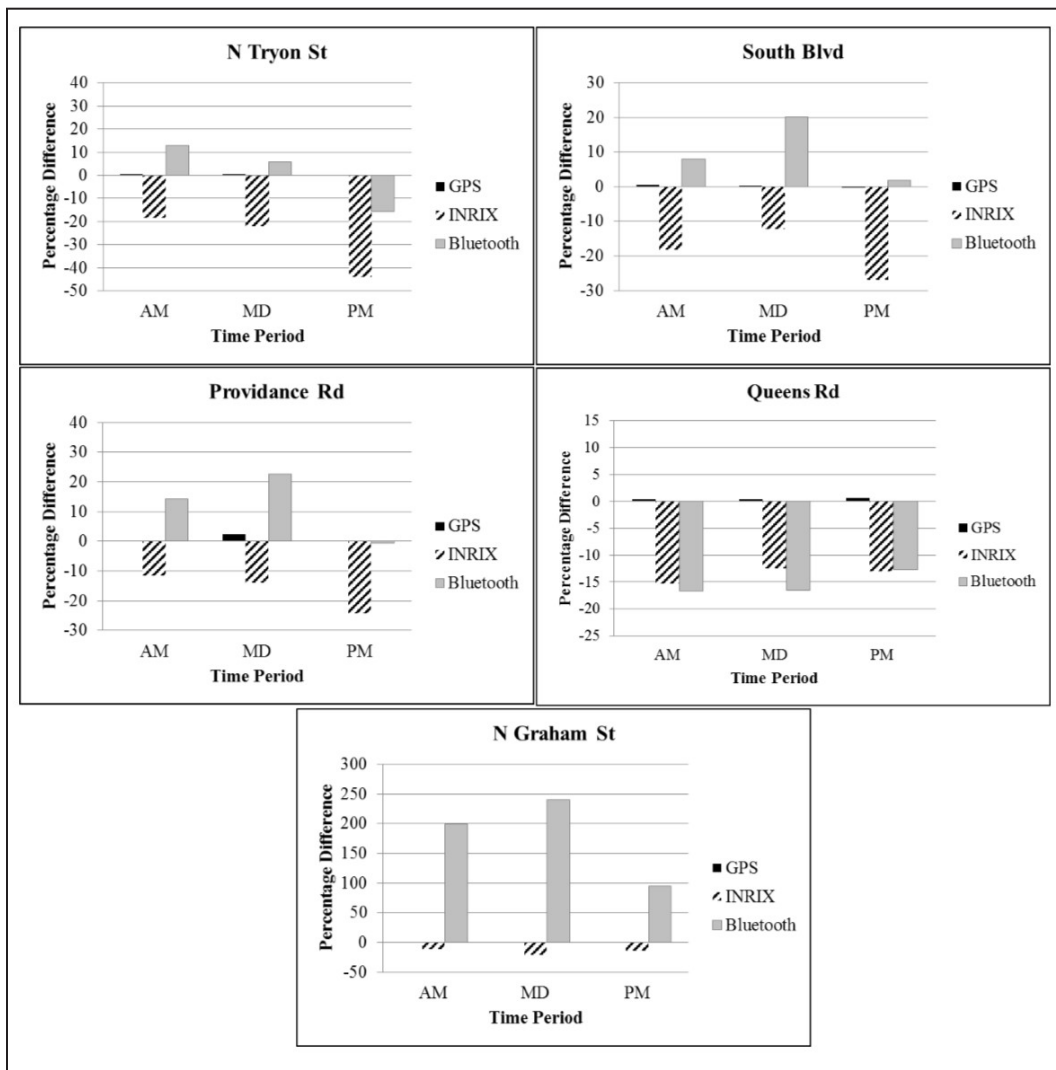 N Tryon St
40
30
20
10
0
-10
-20
-30
-40
-50
Percentage Difference
AM MD PM
Time Period
GPS
INRIX
Bluetooth
South Blvd
30
20
10
0
-10
-20
-30
Percentage Difference
AM MD PM
Time Period
GPS
INRIX
Bluetooth
Providance Rd
40
30
20
10
0
-10
-20
-30
Percentage Difference
AM MD PM
Time Period
GPS
INRIX
Bluetooth
Queens Rd
15
10
5
0
-5
-10
-15
-20
-25
Percentage Difference
AM MD PM
Time Period
GPS
INRIX
Bluetooth
N Graham St
300
250
200
150
100
50
0
-50
Percentage Difference
AM MD PM
Time Period
GPS
INRIX
Bluetooth